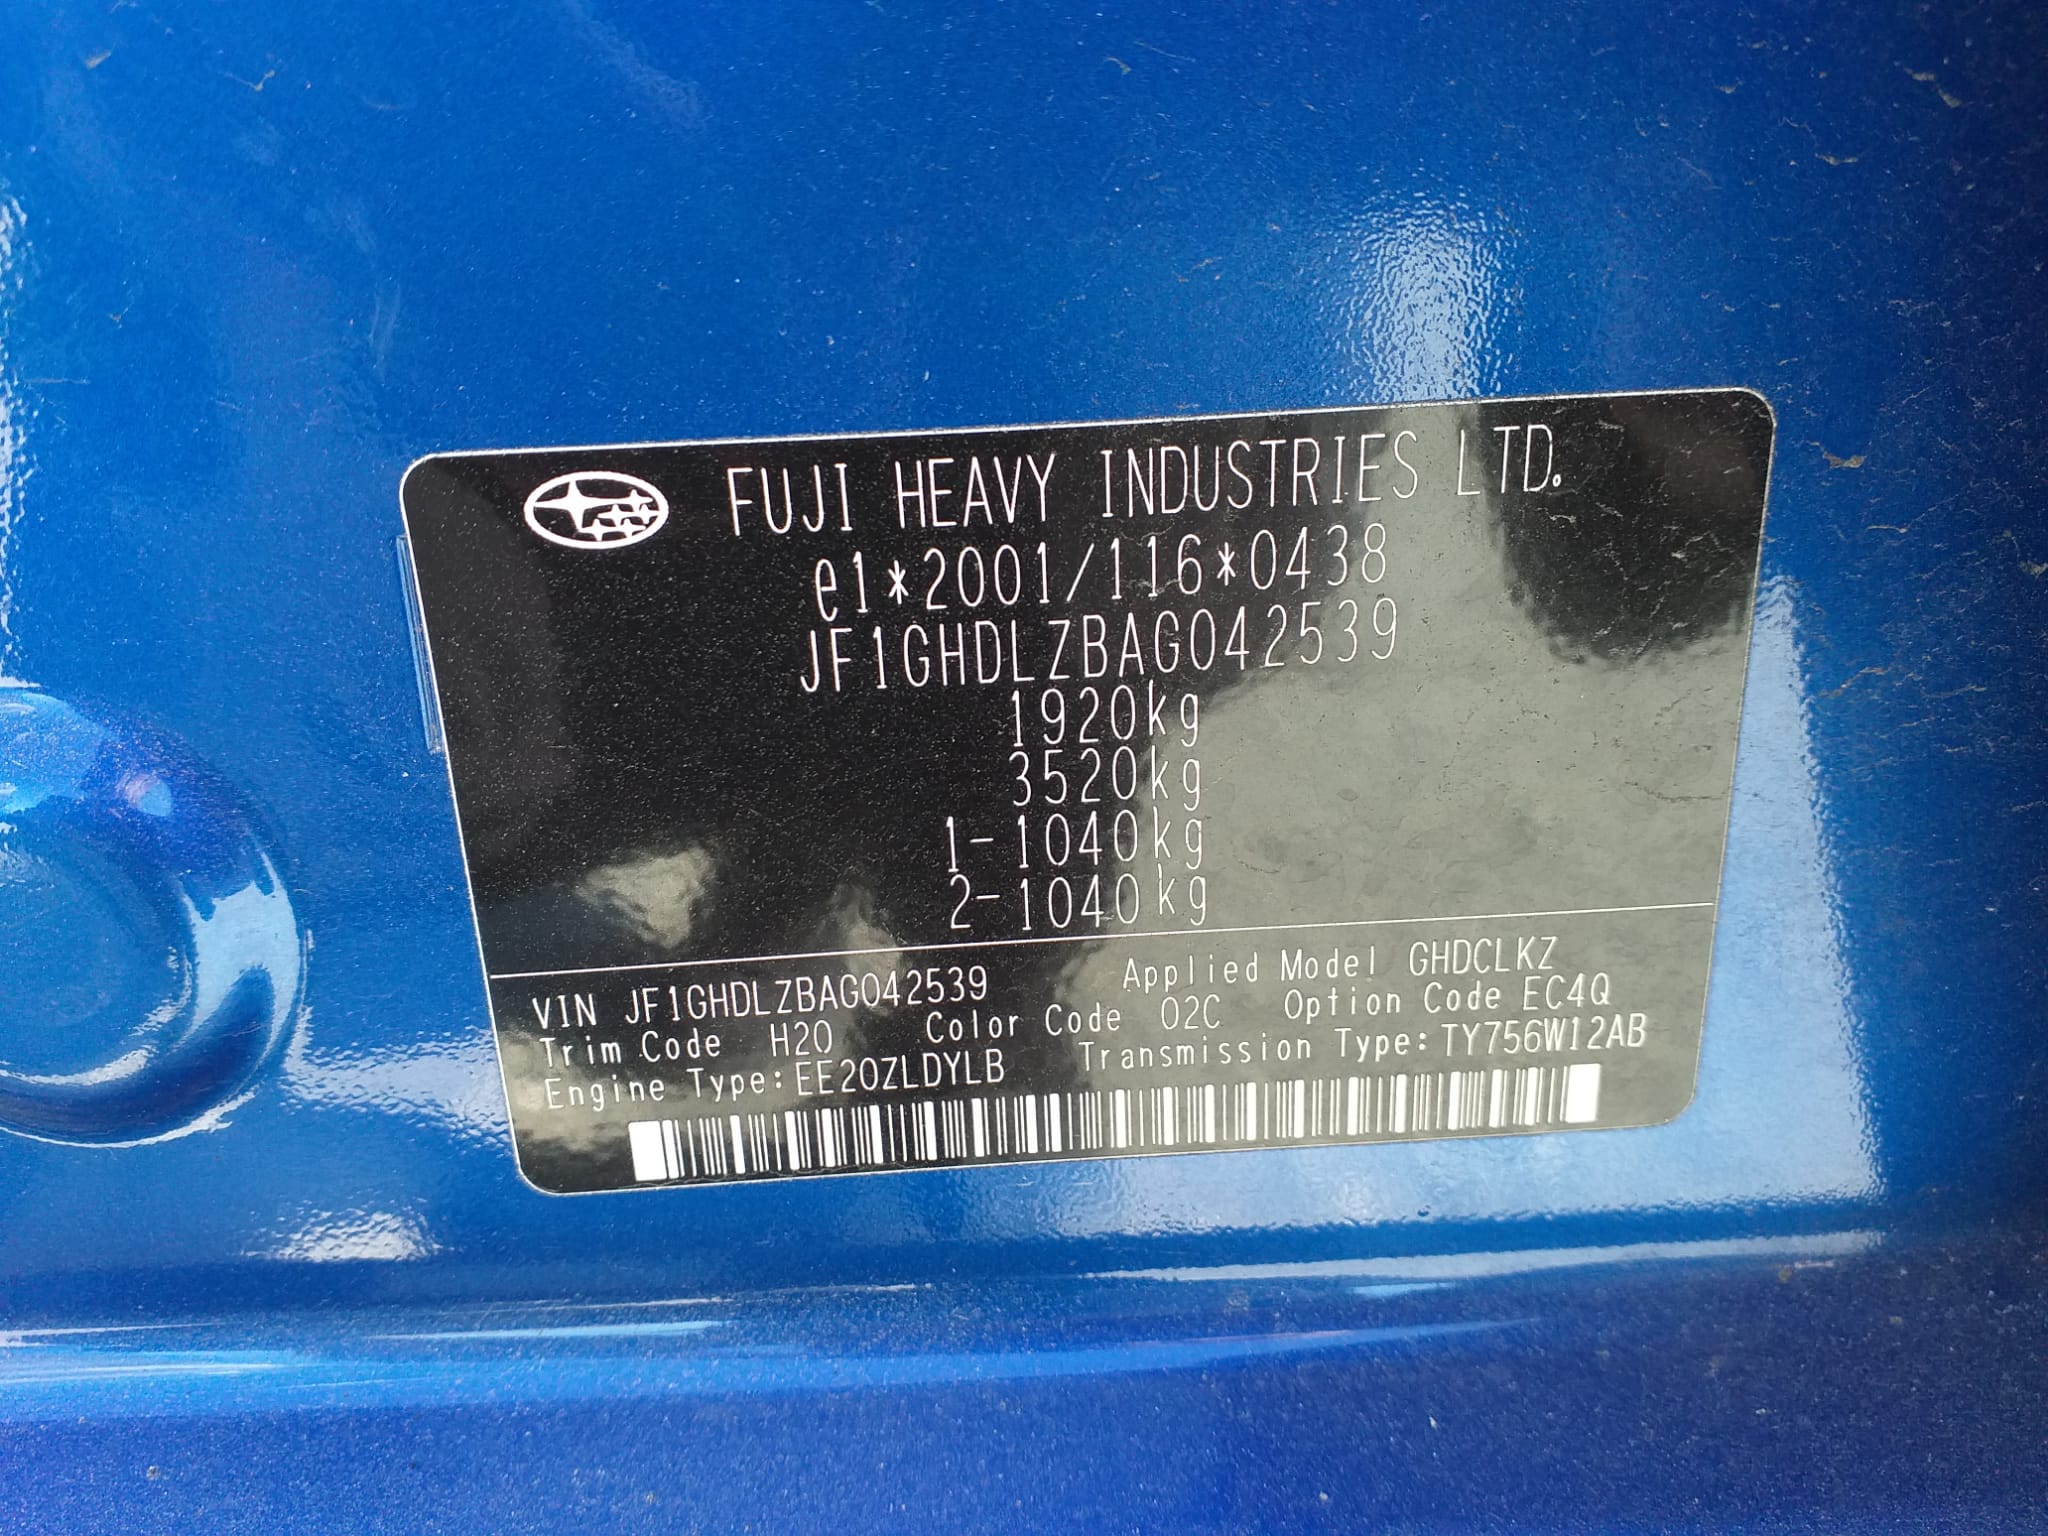 FUJI HEAVY INDUSTRIES LTD.
e1*2001/116*0438
JF1GHDLZBAG042539
1920kg
3520kg
1-1040kg
2-1040kg
VIN JF1GHDLZBAG042539 Applied Model GHDCLKZ
Trim Code H20 Color Code 02C Option Code EC4Q
Engine Type:EE20ZLDYLB Transmission Type:TY756W12AB